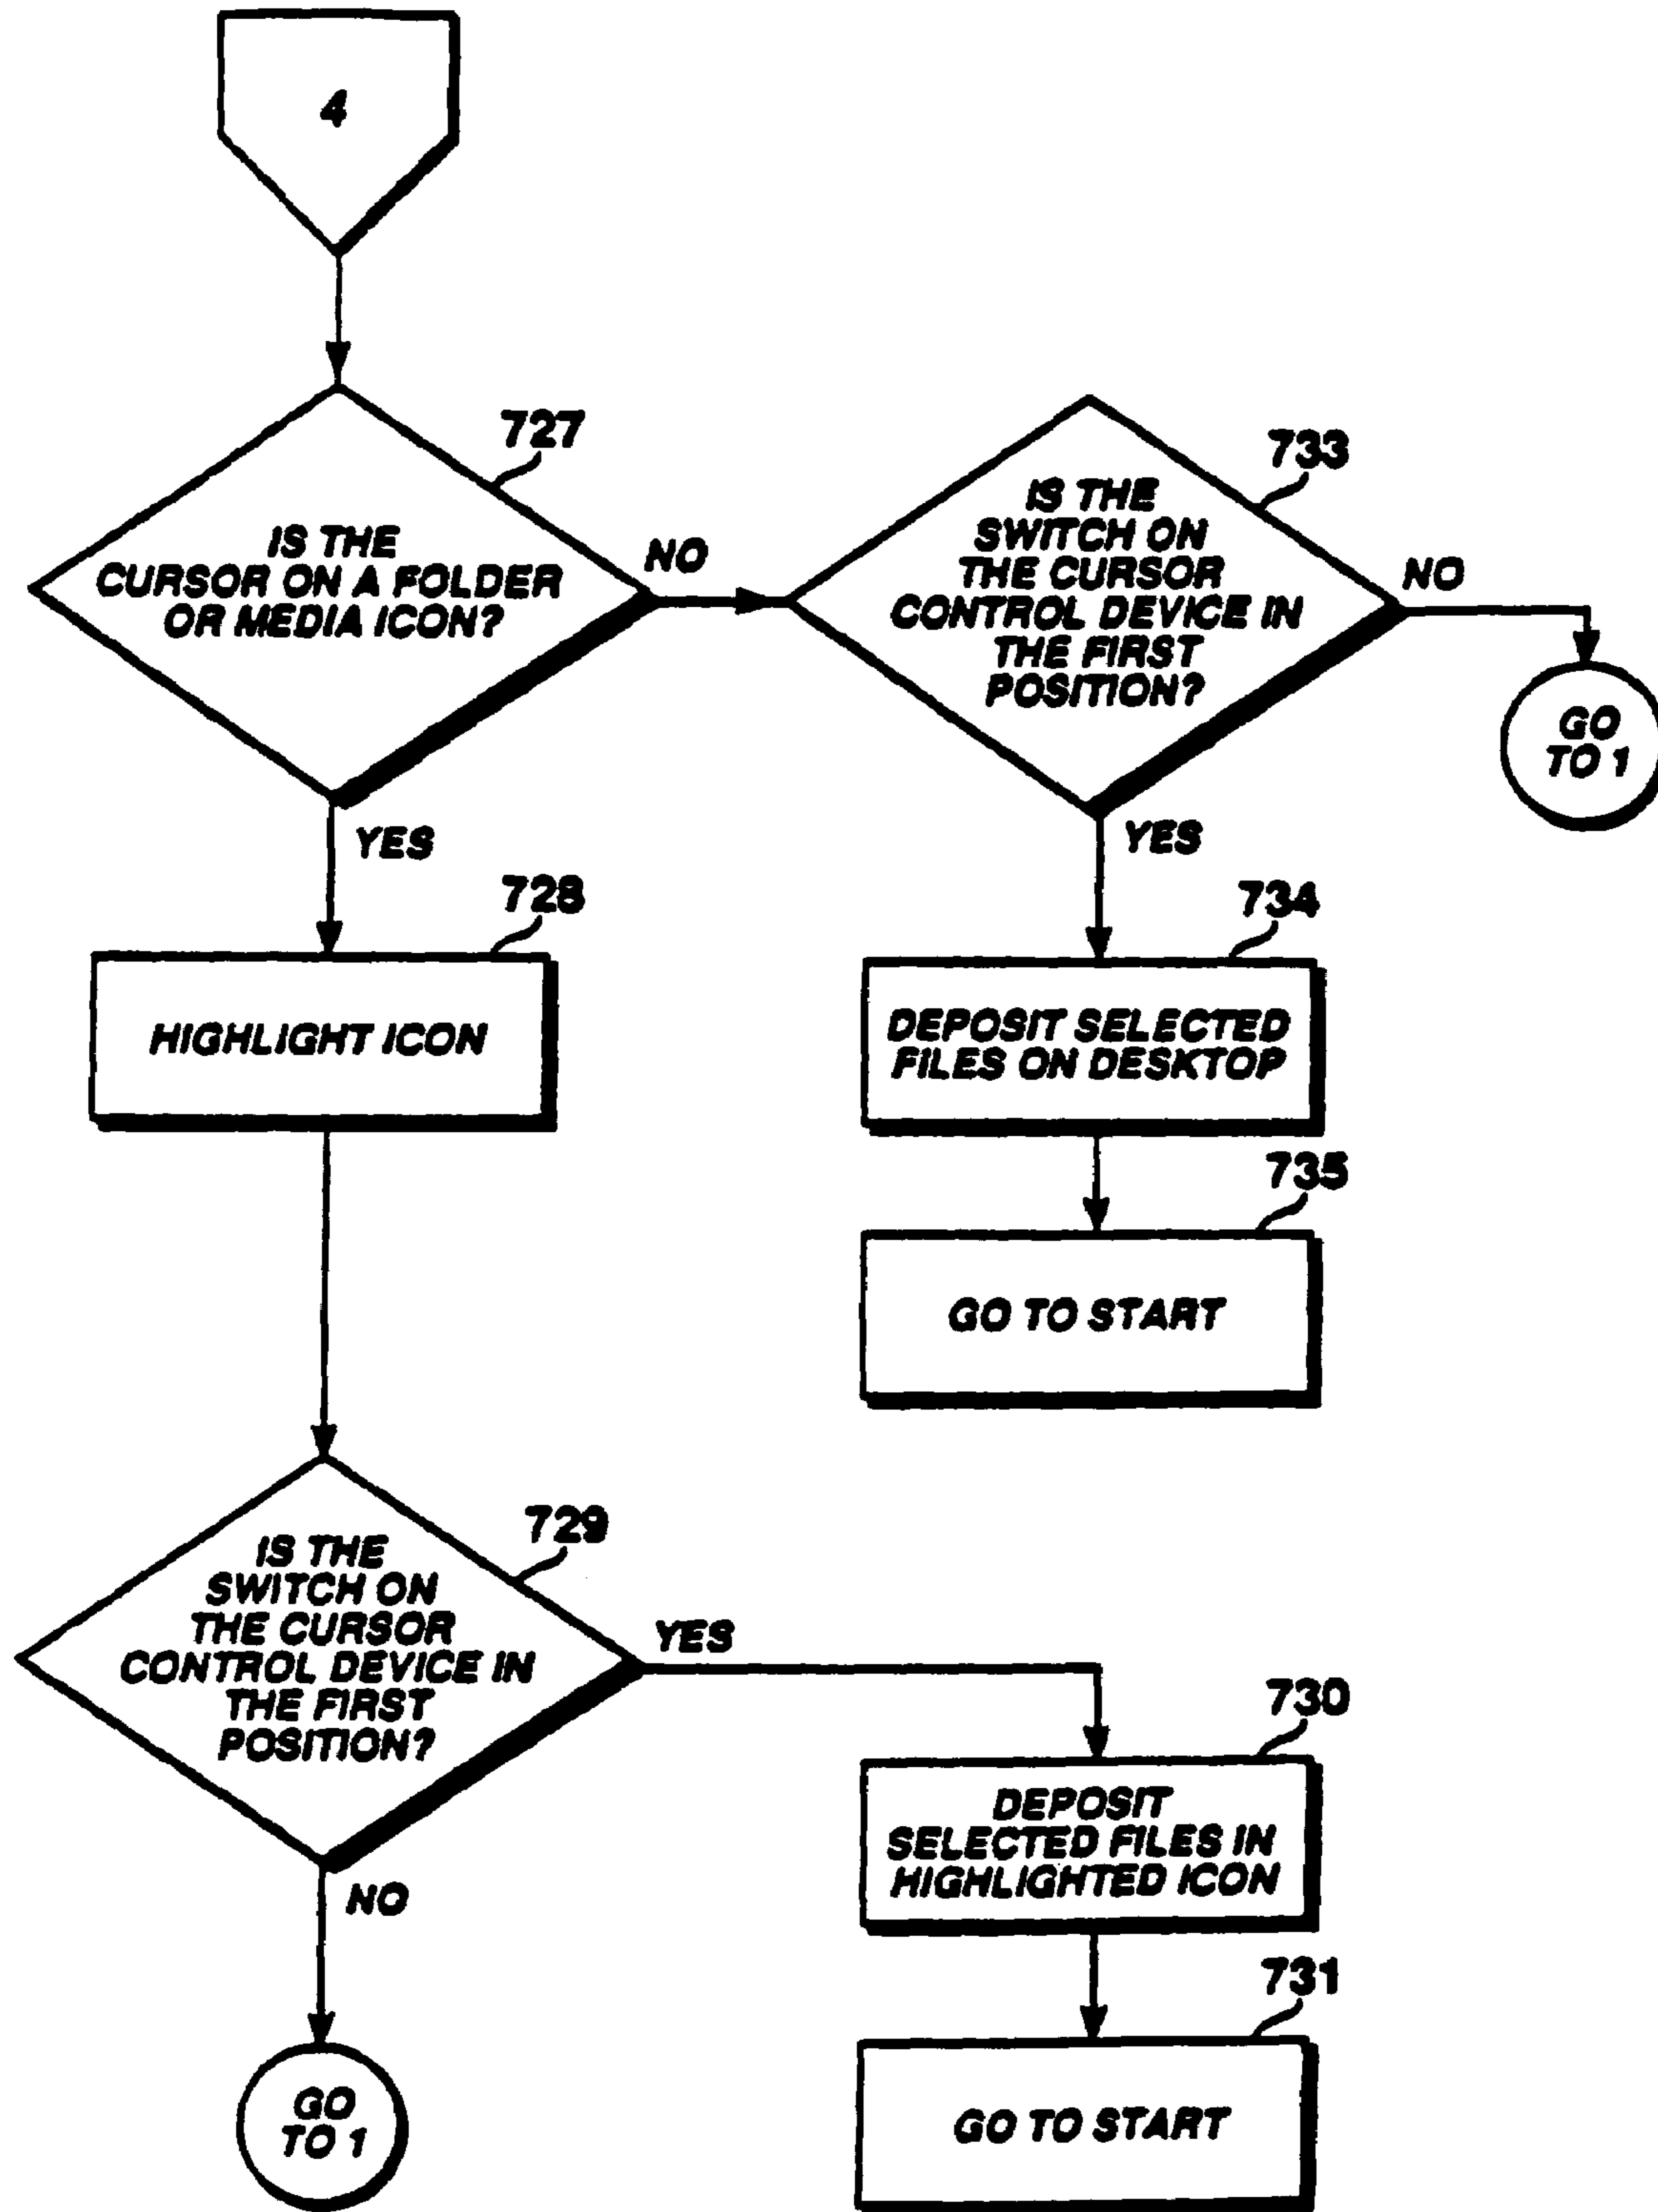 4
727
IS THE
CURSOR ON A FOLDER
OR MEDIA ICON?
NO
YES
733
IS THE
SWITCH ON
THE CURSOR
CONTROL DEVICE IN
THE FIRST
POSITION?
NO
GO
TO 1
YES
728
HIGHLIGHT ICON
734
DEPOSIT SELECTED
FILES ON DESKTOP
735
GO TO START
729
IS THE
SWITCH ON
THE CURSOR
CONTROL DEVICE IN
THE FIRST
POSITION?
YES
NO
730
DEPOSIT
SELECTED FILES IN
HIGHLIGHTED ICON
731
GO TO START
GO
TO 1